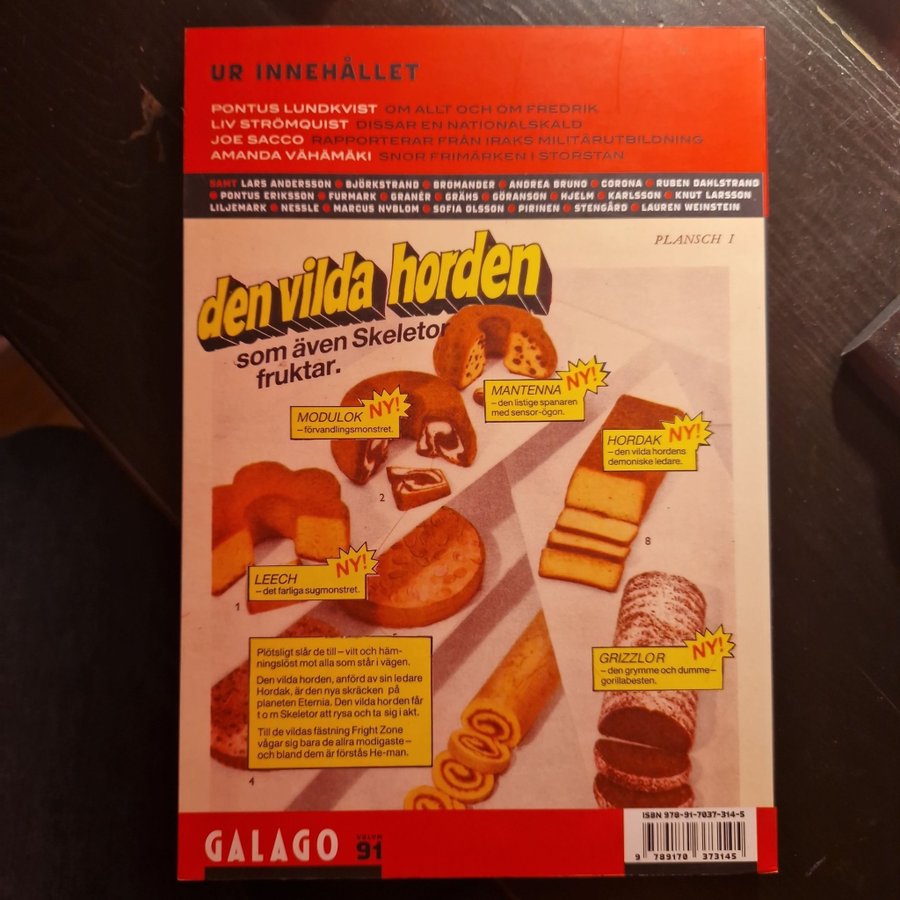 UR INNEHÅLLET
PONTUS LUNDKVIST OM ALLT OCH OM FREDRIK
LIV STRÖMQUIST DISSAR EN NATIONALSKALD
JOE SACCO RAPPORTERAR FRÅN IRAKS MILITÄRUTBILDNING
AMANDA VÄHÄMÄKI SNOR FRIMÄRKEN I STORSTAN
SAMT LARS ANDERSSON • BJÖRKSTRAND • BROMANDER • ANDREA BRUNO • CORONA • RUBEN DAHLSTRAND
• PONTUS ERIKSSON • FURMARK • GRANÉR • GRÄHS • GÖRANSON • HJELM • KARLSSON • KNUT LARSSON
LILJEMARK • NESSLE • MARCUS NYBLOM • SOFIA OLSSON • PIRINEN • STENGÅRD • LAUREN WEINSTEIN
PLANSCH I
den vilda horden
som även Skeletor
fruktar.
MANTENNA NY!
– den listige spanaren
med sensor-ögon.
MODULOK NY!
– förvandlingsmonstret.
HORDAK NY!
– den vilda hordens
demoniske ledare.
2
8
LEECH NY!
– det farliga sugmonstret.
1
GRIZZLOR NY!
– den grymme och dumme–
gorillabesten.
Plötsligt slår de till – vilt och häm-
ningslöst mot alla som står i vägen.
Den vilda horden, anförd av sin ledare
Hordak, är den nya skräcken på
planeten Eternia. Den vilda horden får
t o m Skeletor att rysa och ta sig i akt.
Till de vildas fästning Fright Zone
vågar sig bara de allra modigaste –
och bland dem är förstås He-man.
4
GALAGO
91
ISBN 978-91-7037-314-5
9 789170 373145